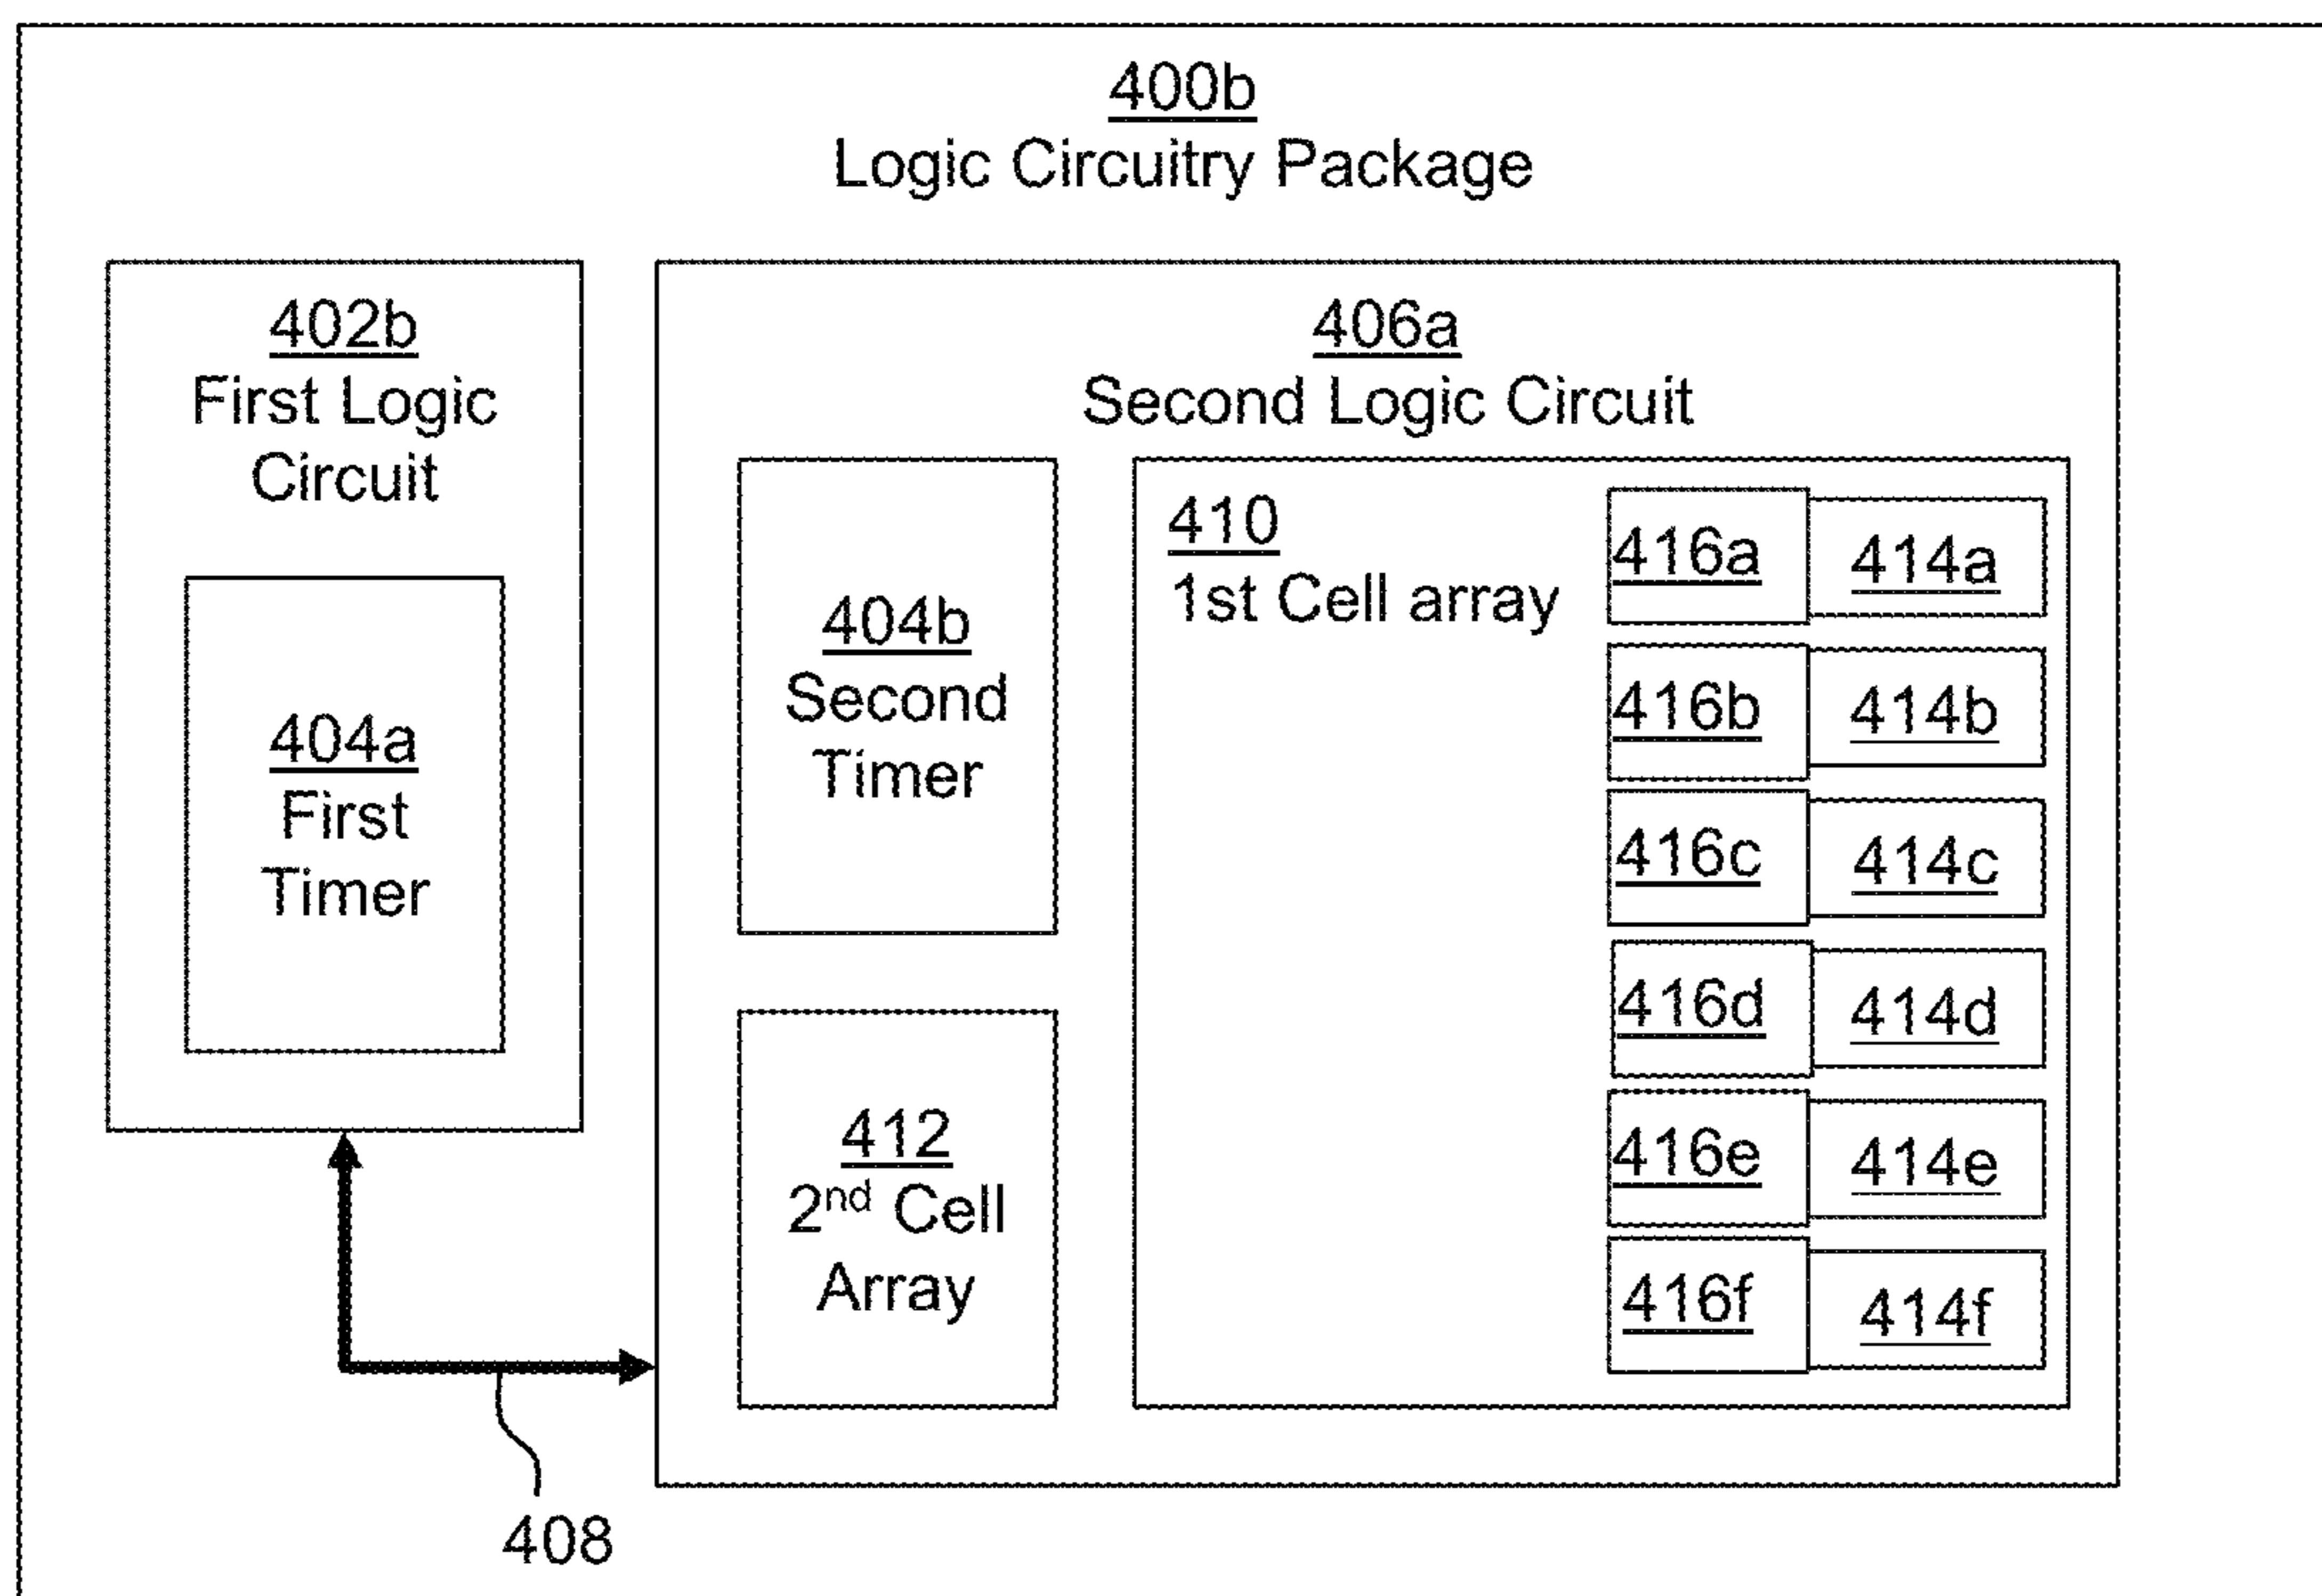 400b
Logic Circuitry Package
402b
First Logic
Circuit
404a
First
Timer
406a
Second Logic Circuit
404b
Second
Timer
412
2nd Cell
Array
410
1st Cell array
416a 414a
416b 414b
416c 414c
416d 414d
416e 414e
416f 414f
408